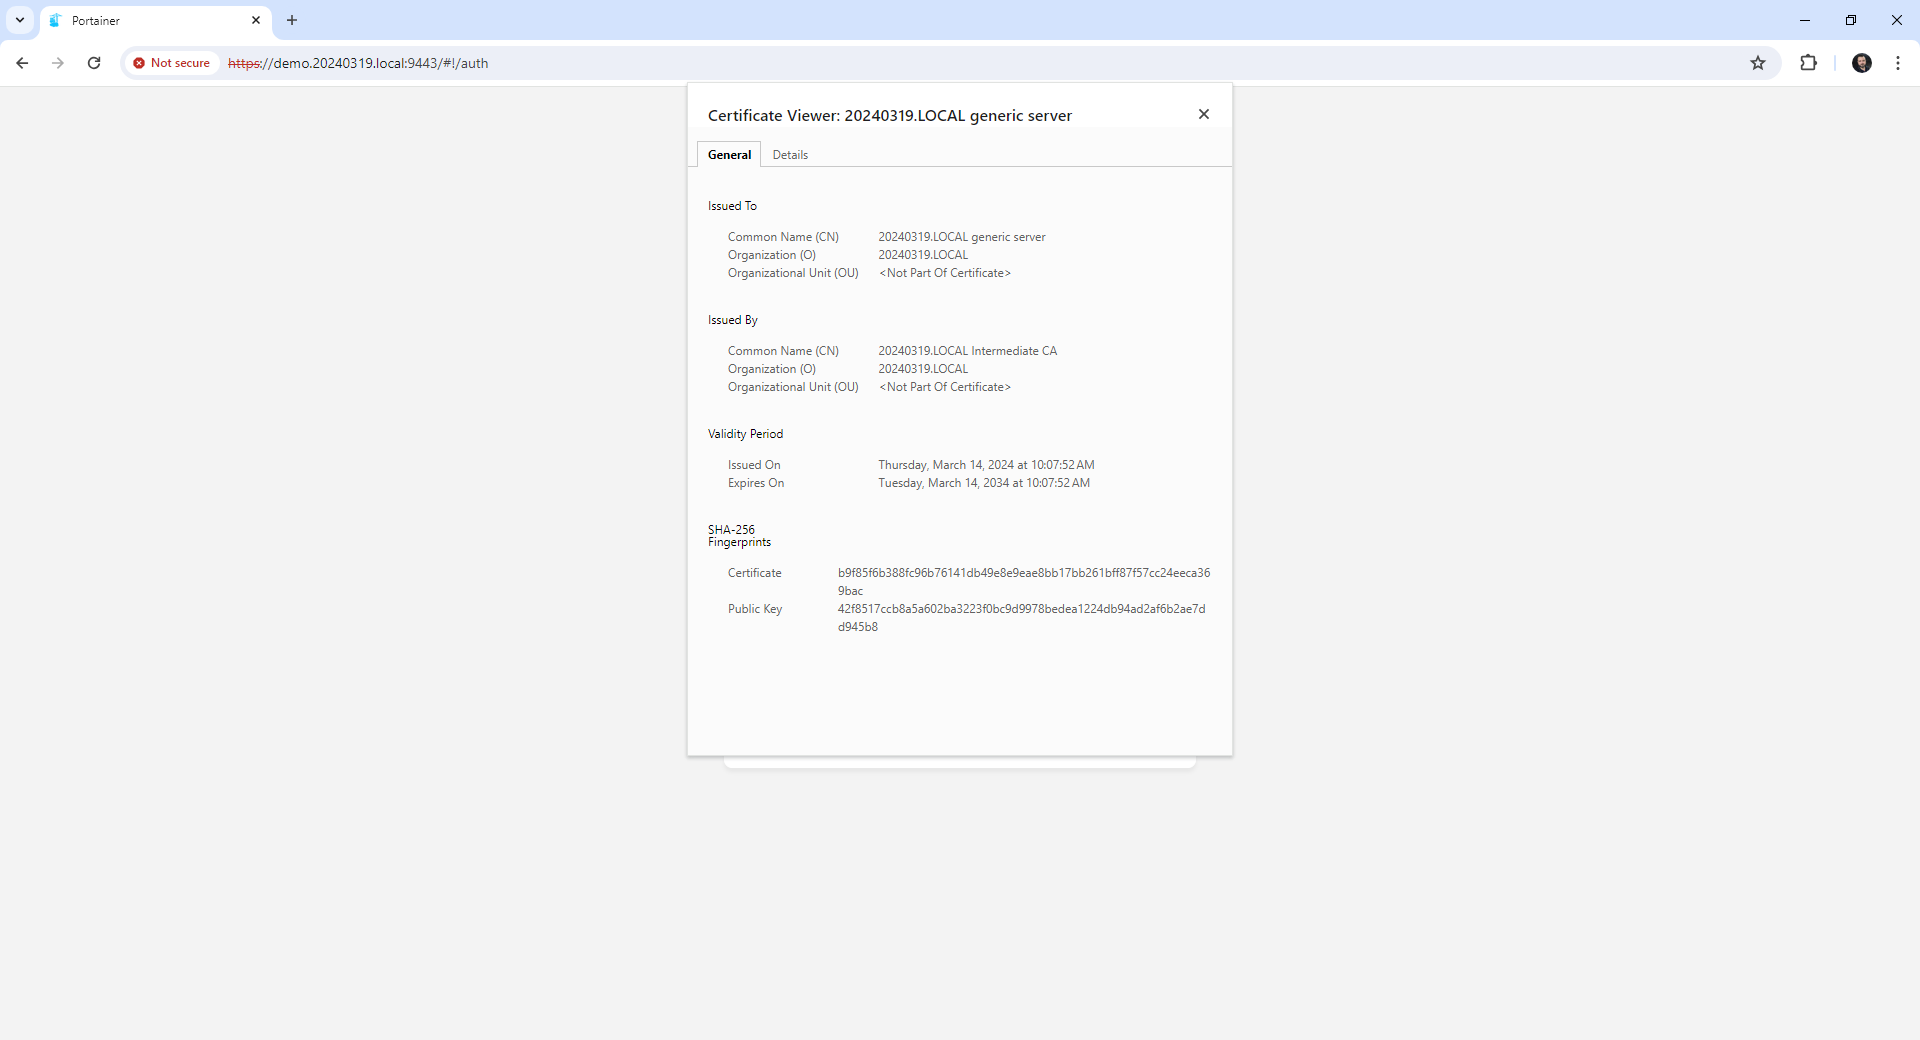 Portainer
Not secure
https://demo.20240319.local:9443/#!/auth
Certificate Viewer: 20240319.LOCAL generic server
General
Details
Issued To
Common Name (CN) 20240319.LOCAL generic server
Organization (O) 20240319.LOCAL
Organizational Unit (OU) <Not Part Of Certificate>
Issued By
Common Name (CN) 20240319.LOCAL Intermediate CA
Organization (O) 20240319.LOCAL
Organizational Unit (OU) <Not Part Of Certificate>
Validity Period
Issued On Thursday, March 14, 2024 at 10:07:52 AM
Expires On Tuesday, March 14, 2034 at 10:07:52 AM
SHA-256
Fingerprints
Certificate b9f85f6b388fc96b76141db49e8e9eae8bb17bb261bff87f57cc24eeca36
9bac
Public Key 42f8517ccb8a5a602ba3223f0bc9d9978bedea1224db94ad2af6b2ae7d
d945b8